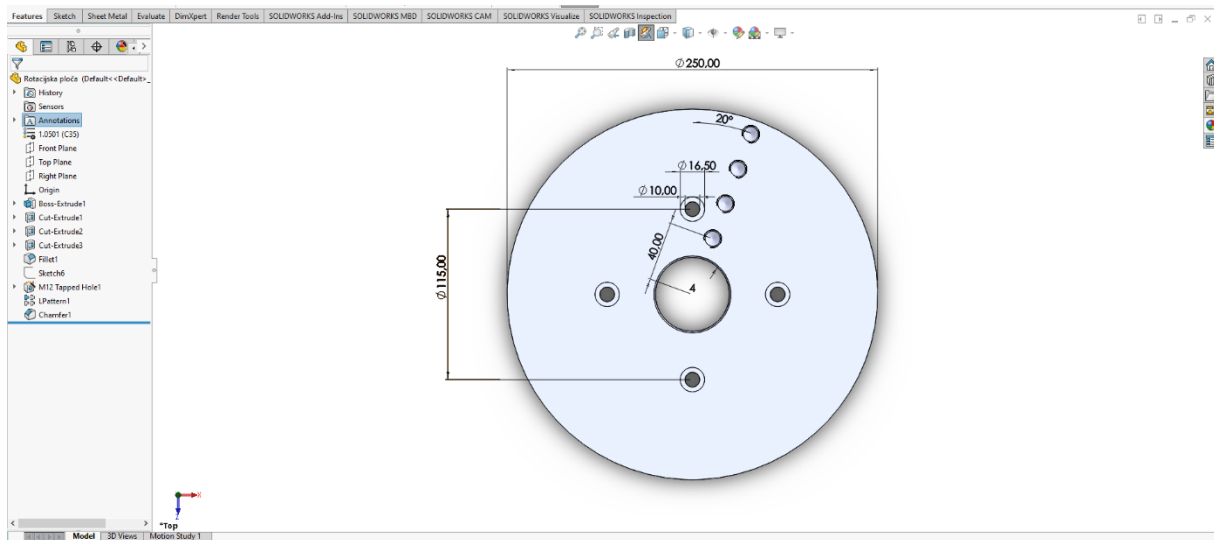 Features Sketch Sheet Metal Evaluate DimXpert Render Tools SOLIDWORKS Add-Ins SOLIDWORKS MBD SOLIDWORKS CAM SOLIDWORKS Visualize SOLIDWORKS Inspection
Rotacijska ploča (Default<<Default>_
History
Sensors
Annotations
1.0501 (C35)
Front Plane
Top Plane
Right Plane
Origin
Boss-Extrude1
Cut-Extrude1
Cut-Extrude2
Cut-Extrude3
Fillet1
Sketch6
M12 Tapped Hole1
LPattern1
Chamfer1
∅250,00
20°
∅16,50
∅10,00
40,00
∅115,00
4
X
Z
*Top
Model 3D Views Motion Study 1